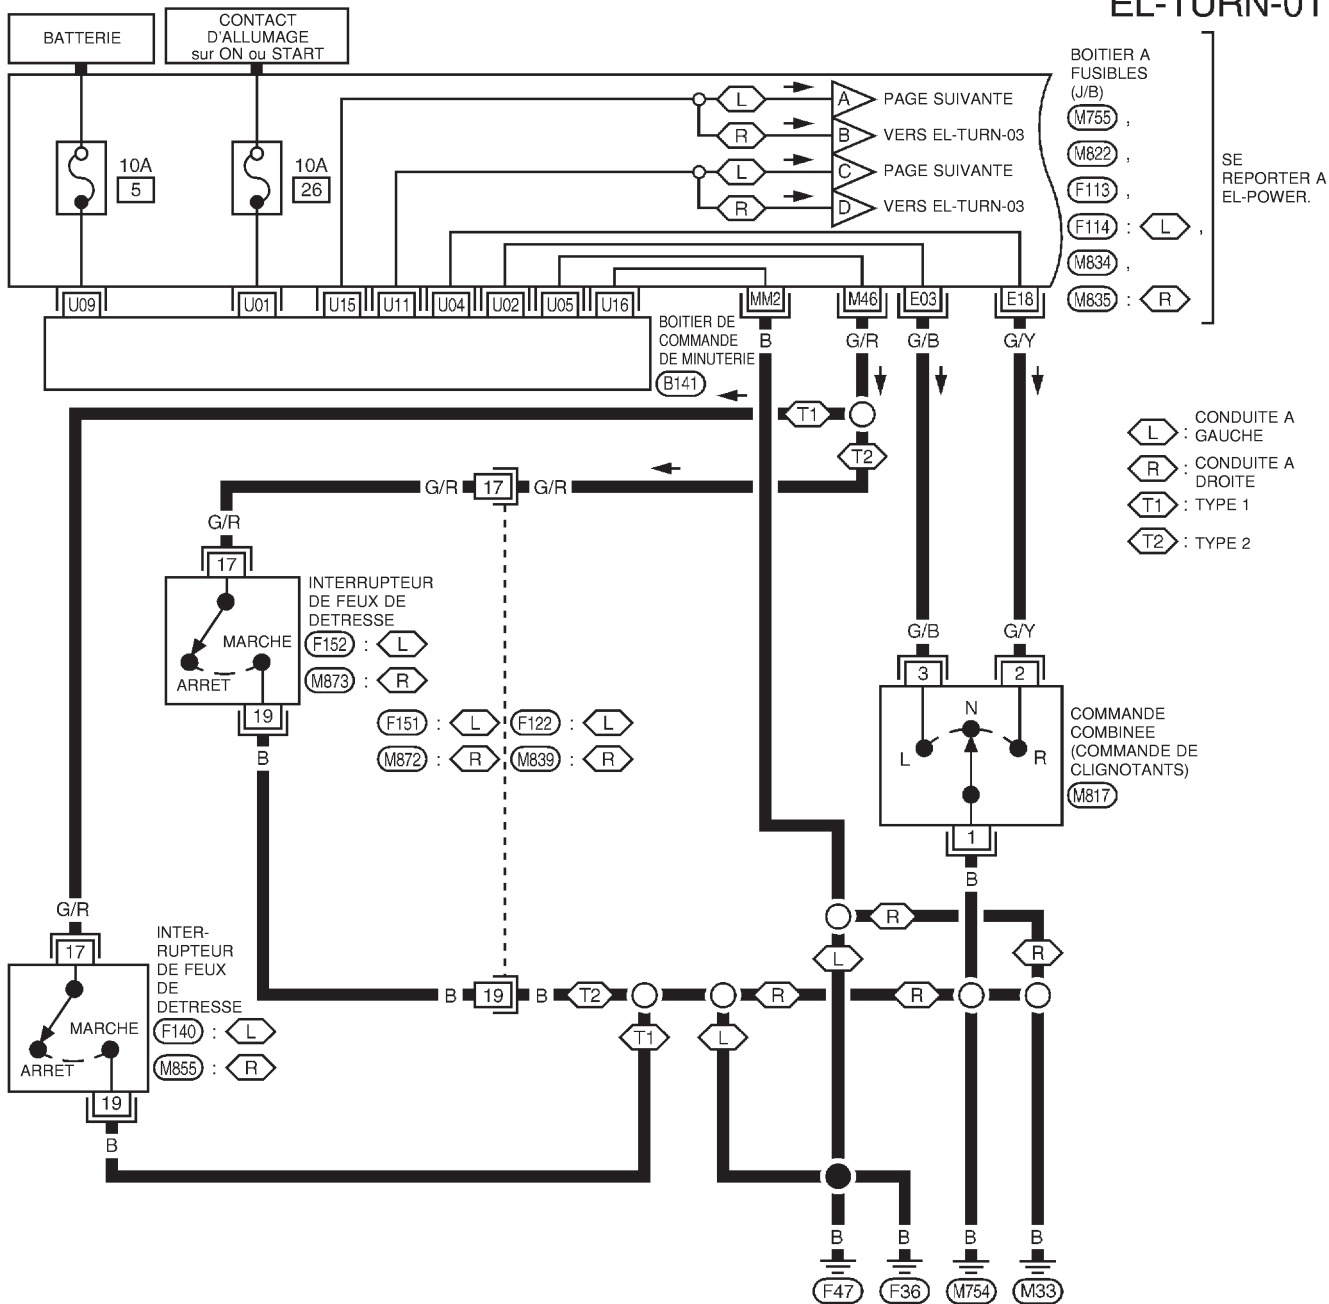 EL-TURN-01
BATTERIE
CONTACT
D'ALLUMAGE
sur ON ou START
10A
5
10A
26
L
A
PAGE SUIVANTE
R
B
VERS EL-TURN-03
L
C
PAGE SUIVANTE
R
D
VERS EL-TURN-03
BOITIER A
FUSIBLES
(J/B)
M755 ,
M822 ,
F113 ,
F114 : L ,
M834 ,
M835 : R
SE
REPORTER A
EL-POWER.
U09
U01
U15
U11
U04
U02
U05
U16
MM2
M46
E03
E18
BOITIER DE
COMMANDE
DE MINUTERIE
B141
B
G/R
G/B
G/Y
T1
T2
L : CONDUITE A
GAUCHE
R : CONDUITE A
DROITE
T1 : TYPE 1
T2 : TYPE 2
G/R
17
G/R
G/R
17
INTERRUPTEUR
DE FEUX DE
DETRESSE
F152 : L
M873 : R
MARCHE
ARRET
19
B
F151 : L
F122 : L
M872 : R
M839 : R
G/B
G/Y
3
2
N
L
R
1
B
COMMANDE
COMBINEE
(COMMANDE DE
CLIGNOTANTS)
M817
G/R
17
INTER-
RUPTEUR
DE FEUX
DE
DETRESSE
F140 : L
M855 : R
MARCHE
ARRET
19
B
R
R
L
B
19
B
T2
R
R
T1
L
B
B
B
B
F47
F36
M754
M33